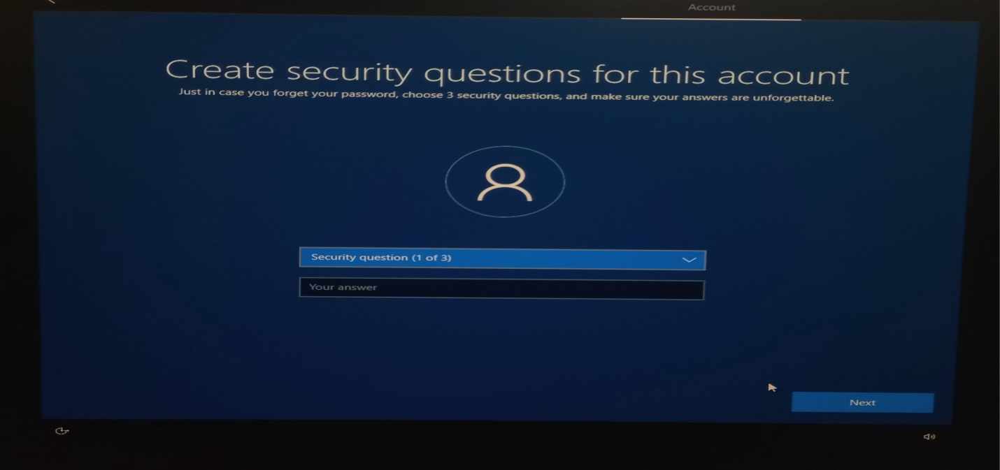 Account
Create security questions for this account
Just in case you forget your password, choose 3 security questions, and make sure your answers are unforgettable.
Security question (1 of 3)
Your answer
Next